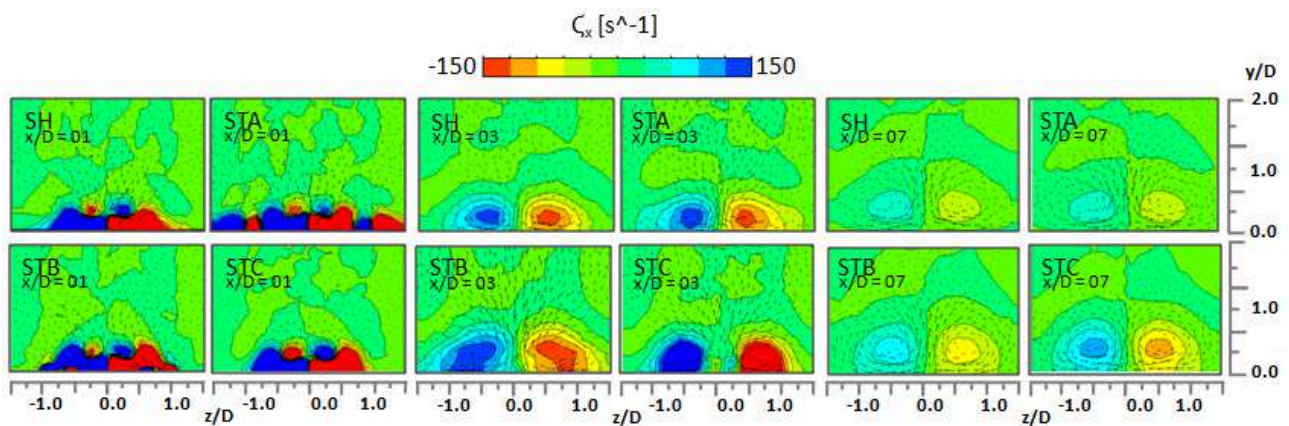 ζx [s^-1]
-150 150
y/D
SH STA SH STA SH STA
x/D = 01 x/D = 01 x/D = 03 x/D = 03 x/D = 07 x/D = 07
2.0
1.0
0.0
STB STC STB STC STB STC
x/D = 01 x/D = 01 x/D = 03 x/D = 03 x/D = 07 x/D = 07
1.0
0.0
-1.0 0.0 1.0 -1.0 0.0 1.0 -1.0 0.0 1.0 -1.0 0.0 1.0 -1.0 0.0 1.0 -1.0 0.0 1.0
z/D z/D z/D